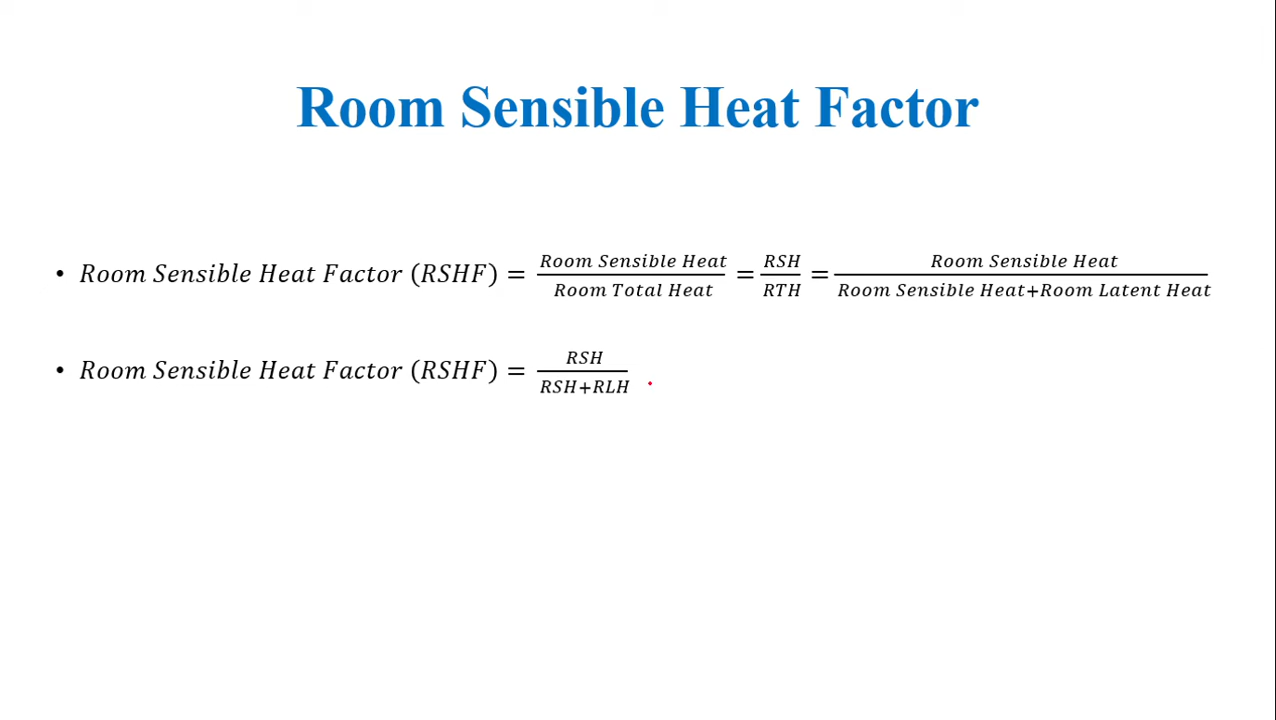 Room Sensible Heat Factor
• Room Sensible Heat Factor (RSHF) = Room Sensible Heat / Room Total Heat = RSH / RTH = Room Sensible Heat / Room Sensible Heat+Room Latent Heat
• Room Sensible Heat Factor (RSHF) = RSH / RSH+RLH